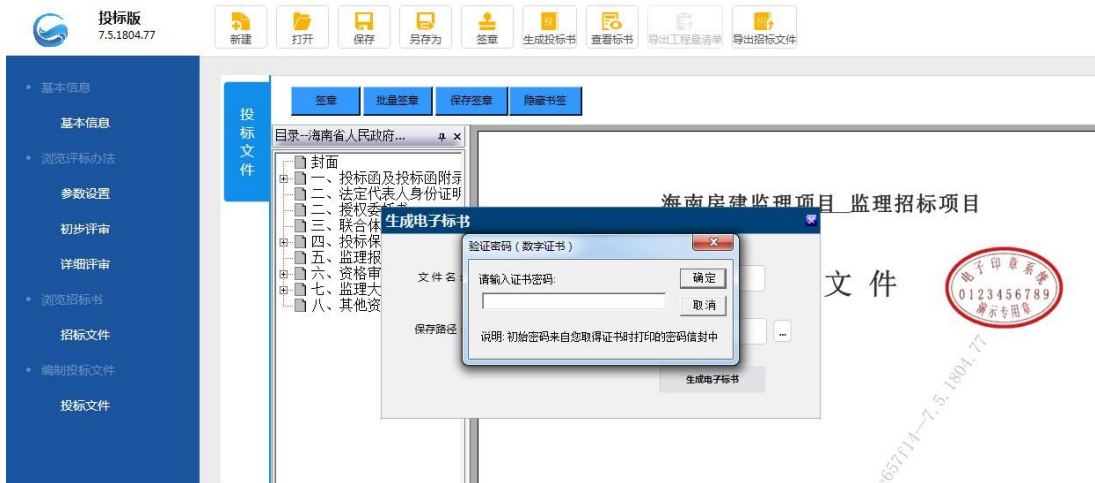 投标版
7.5.1804.77
新建
打开
保存
另存为
签章
生成投标书
查看标书
导出工程量清单
导出招标文件
基本信息
基本信息
浏览评标办法
参数设置
初步评审
详细评审
浏览招标书
招标文件
编制投标文件
投标文件
投标文件
签章
批量签章
保存签章
隐藏书签
目录--海南省人民政府...
封面
一、投标函及投标函附录
二、法定代表人身份证明
二、授权委托书
三、联合体
四、投标保
五、监理报
六、资格审
七、监理大
八、其他资
海南房建监理项目 监理招标项目
文 件
电子印章系统
0123456789
演示专用章
7.5.1804.77
生成电子标书
文件名:
保存路径
...
生成电子标书
验证密码(数字证书)
请输入证书密码:
确定
取消
说明: 初始密码来自您取得证书时打印的密码信封中